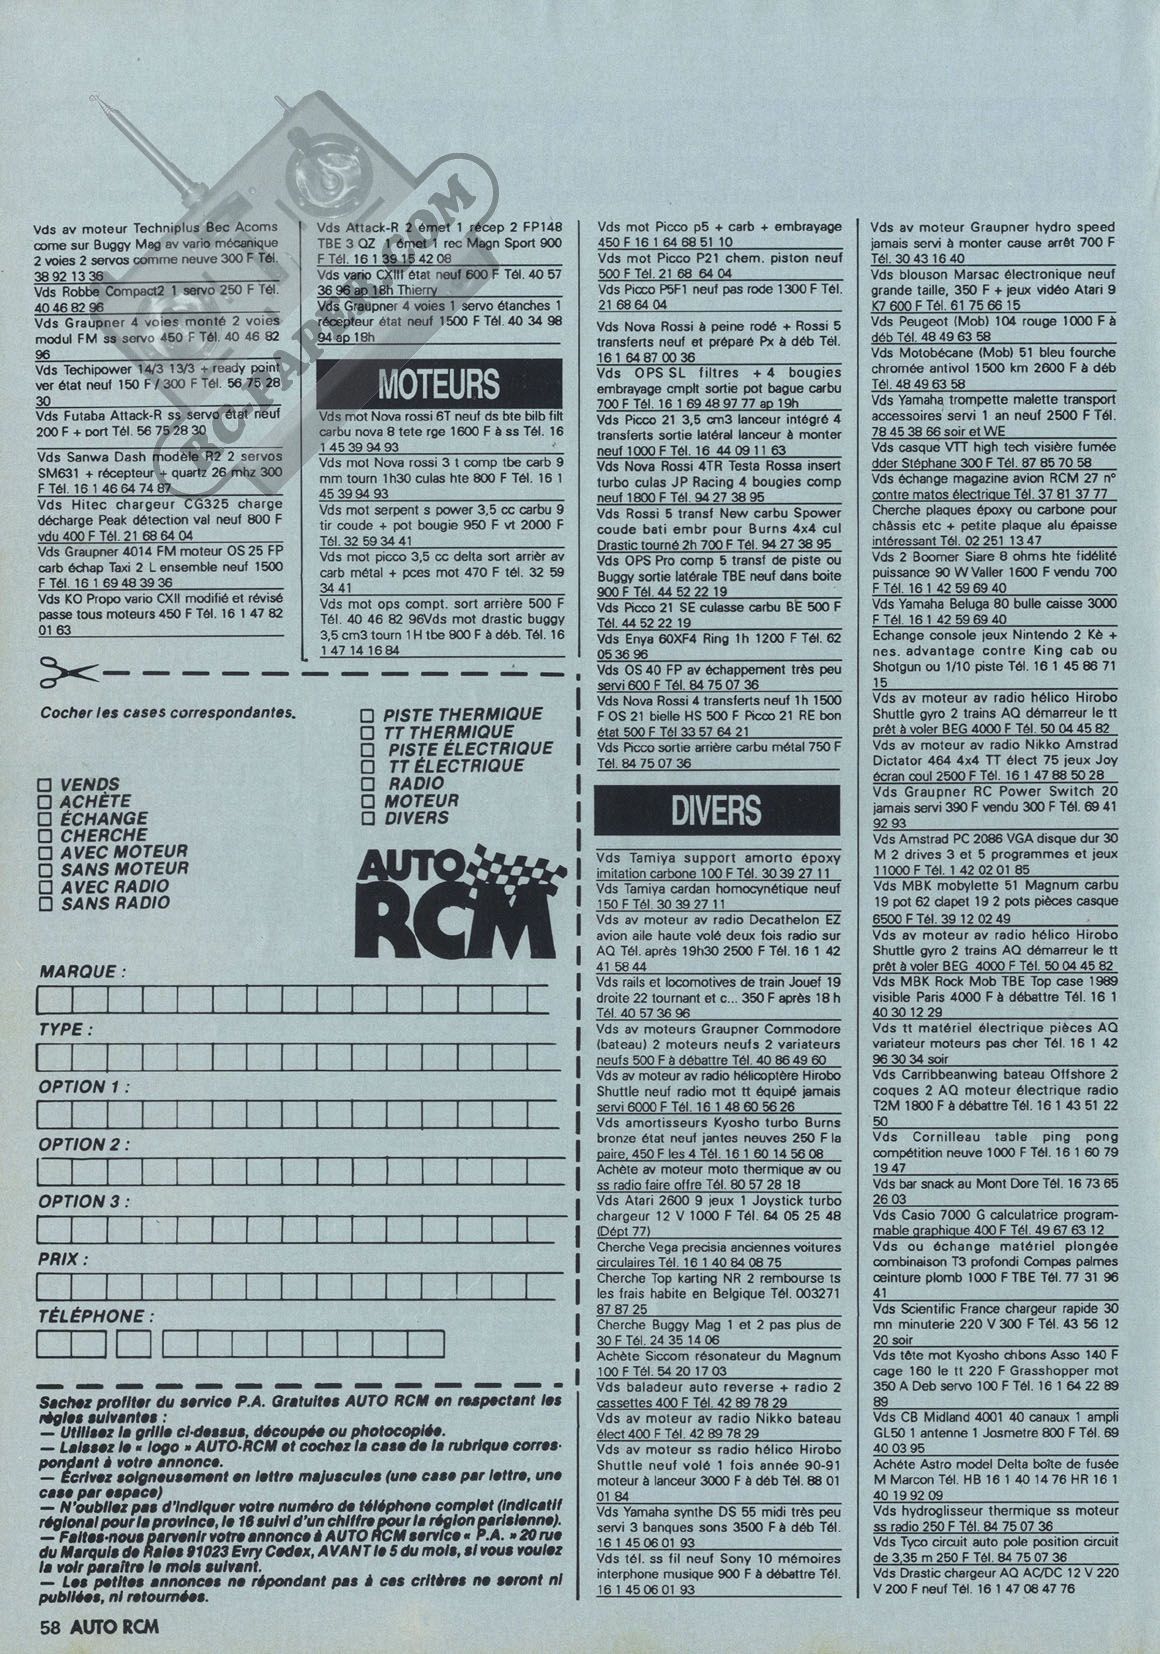 Vds av moteur Techniplus Bec Acoms
come sur Buggy Mag av vario mécanique
2 voies 2 servos comme neuve 300 F Tél.
38 92 13 36
Vds Robbe Compact2 1 servo 250 F Tél.
40 46 82 96
Vds Graupner 4 voies monté 2 voies
modul FM ss servo 450 F Tél. 40 46 82
96
Vds Techipower 14/3 13/3 + ready point
ver état neuf 150 F / 300 F Tél. 56 75 28
30
Vds Futaba Attack-R ss servo état neuf
200 F + port Tél. 56 75 28 30
Vds Sanwa Dash modèle R2 2 servos
SM631 + récepteur + quartz 26 mhz 300
F Tél. 16 1 46 64 74 87
Vds Hitec chargeur CG325 charge
décharge Peak détection val neuf 800 F
vdu 400 F Tél. 21 68 64 04
Vds Graupner 4014 FM moteur OS 25 FP
carb échap Taxi 2 L ensemble neuf 1500
F Tél. 16 1 69 48 39 36
Vds KO Propo vario CXII modifié et révisé
passe tous moteurs 450 F Tél. 16 1 47 82
01 63
Vds Attack-R 2 émet 1 récep 2 FP148
TBE 3 QZ 1 émet 1 rec Magn Sport 900
F Tél. 16 1 39 15 42 08
Vds vario CXIII état neuf 600 F Tél. 40 57
36 96 ap 18h Thierry
Vds Graupner 4 voies 1 servo étanches 1
récepteur état neuf 1500 F Tél. 40 34 98
94 ap 18h
MOTEURS
Vds mot Nova rossi 6T neuf ds bte bilb filt
carbu nova 8 tete rge 1600 F à ss Tél. 16
1 45 39 94 93
Vds mot Nova rossi 3 t comp tbe carb 9
mm tourn 1h30 culas hte 800 F Tél. 16 1
45 39 94 93
Vds mot serpent s power 3,5 cc carbu 9
tir coude + pot bougie 950 F vt 2000 F
Tél. 32 59 34 41
Vds mot picco 3,5 cc delta sort arrièr av
carb métal + pces mot 470 F tél. 32 59
34 41
Vds mot ops compt. sort arrière 500 F
Tél. 40 46 82 96Vds mot drastic buggy
3,5 cm3 tourn 1 H tbe 800 F à déb. Tél. 16
1 47 14 16 84
Cocher les cases correspondantes.
VENDS
ACHÈTE
ÉCHANGE
CHERCHE
AVEC MOTEUR
SANS MOTEUR
AVEC RADIO
SANS RADIO
PISTE THERMIQUE
TT THERMIQUE
PISTE ÉLECTRIQUE
TT ÉLECTRIQUE
RADIO
MOTEUR
DIVERS
AUTO
RCM
MARQUE :
TYPE :
OPTION 1 :
OPTION 2 :
OPTION 3 :
PRIX :
TÉLÉPHONE :
Sachez profiter du service P.A. Gratuites AUTO RCM en respectant les
règles suivantes :
— Utilisez la grille ci-dessus, découpée ou photocopiée.
— Laissez le « logo » AUTO-RCM et cochez la case de la rubrique corres-
pondant à votre annonce.
— Écrivez soigneusement en lettre majuscules (une case par lettre, une
case par espace)
— N'oubliez pas d'indiquer votre numéro de téléphone complet (indicatif
régional pour la province, le 16 suivi d'un chiffre pour la région parisienne).
— Faites-nous parvenir votre annonce à AUTO RCM service « P.A. » 20 rue
du Marquis de Raies 91023 Evry Cedex, AVANT le 5 du mois, si vous voulez
la voir paraître le mois suivant.
— Les petites annonces ne répondant pas à ces critères ne seront ni
publiées, ni retournées.
Vds mot Picco p5 + carb + embrayage
450 F 16 1 64 68 51 10
Vds mot Picco P21 chem. piston neuf
500 F Tél. 21 68 64 04
Vds Picco P5F1 neuf pas rode 1300 F Tél.
21 68 64 04
Vds Nova Rossi à peine rodé + Rossi 5
transferts neuf et préparé Px à déb Tél.
16 1 64 87 00 36
Vds OPS SL filtres + 4 bougies
embrayage cmplt sortie pot bague carbu
700 F Tél. 16 1 69 48 97 77 ap 19h
Vds Picco 21 3,5 cm3 lanceur intégré 4
transferts sortie latéral lanceur à monter
neuf 1000 F Tél. 16 44 09 11 63
Vds Nova Rossi 4TR Testa Rossa insert
turbo culas JP Racing 4 bougies comp
neuf 1800 F Tél. 94 27 38 95
Vds Rossi 5 transf New carbu Spower
coude bati embr pour Burns 4x4 cul
Drastic tourné 2h 700 F Tél. 94 27 38 95
Vds OPS Pro comp 5 transf de piste ou
Buggy sortie latérale TBE neuf dans boite
900 F Tél. 44 52 22 19
Vds Picco 21 SE culasse carbu BE 500 F
Tél. 44 52 22 19
Vds Enya 60XF4 Ring 1h 1200 F Tél. 62
05 36 96
Vds OS 40 FP av échappement très peu
servi 600 F Tél. 84 75 07 36
Vds Nova Rossi 4 transferts neuf 1h 1500
F OS 21 bielle HS 500 F Picco 21 RE bon
état 500 F Tél 33 57 64 21
Vds Picco sortie arrière carbu métal 750 F
Tél. 84 75 07 36
DIVERS
Vds Tamiya support amorto époxy
imitation carbone 100 F Tél. 30 39 27 11
Vds Tamiya cardan homocynétique neuf
150 F Tél. 30 39 27 11
Vds av moteur av radio Decathelon EZ
avion aile haute volé deux fois radio sur
AQ Tél. après 19h30 2500 F Tél. 16 1 42
41 58 44
Vds rails et locomotives de train Jouef 19
droite 22 tournant et c... 350 F après 18 h
Tél. 40 57 36 96
Vds av moteurs Graupner Commodore
(bateau) 2 moteurs neufs 2 variateurs
neufs 500 F à débattre Tél. 40 86 49 60
Vds av moteur av radio hélicoptère Hirobo
Shuttle neuf radio mot tt équipé jamais
servi 6000 F Tél. 16 1 48 60 56 26
Vds amortisseurs Kyosho turbo Burns
bronze état neuf jantes neuves 250 F la
paire, 450 F les 4 Tél. 16 1 60 14 56 08
Achète av moteur moto thermique av ou
ss radio faire offre Tél. 80 57 28 18
Vds Atari 2600 9 jeux 1 Joystick turbo
chargeur 12 V 1000 F Tél. 64 05 25 48
(Dépt 77)
Cherche Vega precisia anciennes voitures
circulaires Tél. 16 1 40 84 08 75
Cherche Top karting NR 2 rembourse ts
les frais habite en Belgique Tél. 003271
87 87 25
Cherche Buggy Mag 1 et 2 pas plus de
30 F Tél. 24 35 14 06
Achète Siccom résonateur du Magnum
100 F Tél. 54 20 17 03
Vds baladeur auto reverse + radio 2
cassettes 400 F Tél. 42 89 78 29
Vds av moteur av radio Nikko bateau
élect 400 F Tél. 42 89 78 29
Vds av moteur ss radio hélico Hirobo
Shuttle neuf volé 1 fois année 90-91
moteur à lanceur 3000 F à déb Tél. 88 01
01 84
Vds Yamaha synthe DS 55 midi très peu
servi 3 banques sons 3500 F à déb Tél.
16 1 45 06 01 93
Vds tél. ss fil neuf Sony 10 mémoires
interphone musique 900 F à débattre Tél.
16 1 45 06 01 93
Vds av moteur Graupner hydro speed
jamais servi à monter cause arrêt 700 F
Tél. 30 43 16 40
Vds blouson Marsac électronique neuf
grande taille, 350 F + jeux vidéo Atari 9
K7 600 F Tél. 61 75 66 15
Vds Peugeot (Mob) 104 rouge 1000 F à
déb Tél. 48 49 63 58
Vds Motobécane (Mob) 51 bleu fourche
chromée antivol 1500 km 2600 F à déb
Tél. 48 49 63 58
Vds Yamaha trompette malette transport
accessoires servi 1 an neuf 2500 F Tél.
78 45 38 66 soir et WE
Vds casque VTT high tech visière fumée
dder Stéphane 300 F Tél. 87 85 70 58
Vds échange magazine avion RCM 27 n°
contre matos électrique Tél. 37 81 37 77
Cherche plaques époxy ou carbone pour
châssis etc + petite plaque alu épaisse
intéressant Tél. 02 251 13 47
Vds 2 Boomer Siare 8 ohms hte fidélité
puissance 90 W Valler 1600 F vendu 700
F Tél. 16 1 42 59 69 40
Vds Yamaha Beluga 80 bulle caisse 3000
F Tél. 16 1 42 59 69 40
Echange console jeux Nintendo 2 Kè +
nes. advantage contre King cab ou
Shotgun ou 1/10 piste Tél. 16 1 45 86 71
15
Vds av moteur av radio hélico Hirobo
Shuttle gyro 2 trains AQ démarreur le tt
prêt à voler BEG 4000 F Tél. 50 04 45 82
Vds av moteur av radio Nikko Amstrad
Dictator 464 4x4 TT élect 75 jeux Joy
écran coul 2500 F Tél. 16 1 47 88 50 28
Vds Graupner RC Power Switch 20
jamais servi 390 F vendu 300 F Tél. 69 41
92 93
Vds Amstrad PC 2086 VGA disque dur 30
M 2 drives 3 et 5 programmes et jeux
11000 F Tél. 1 42 02 01 85
Vds MBK mobylette 51 Magnum carbu
19 pot 62 clapet 19 2 pots pièces casque
6500 F Tél. 39 12 02 49
Vds av moteur av radio hélico Hirobo
Shuttle gyro 2 trains AQ démarreur le tt
prêt à voler BEG 4000 F Tél. 50 04 45 82
Vds MBK Rock Mob TBE Top case 1989
visible Paris 4000 F à débattre Tél. 16 1
40 30 12 29
Vds tt matériel électrique pièces AQ
variateur moteurs pas cher Tél. 16 1 42
96 30 34 soir
Vds Carribbeanwing bateau Offshore 2
coques 2 AQ moteur électrique radio
T2M 1800 F à débattre Tél. 16 1 43 51 22
50
Vds Cornilleau table ping pong
compétition neuve 1000 F Tél. 16 1 60 79
19 47
Vds bar snack au Mont Dore Tél. 16 73 65
26 03
Vds Casio 7000 G calculatrice program-
mable graphique 400 F Tél. 49 67 63 12
Vds ou échange matériel plongée
combinaison T3 profondi Compas palmes
ceinture plomb 1000 F TBE Tél. 77 31 96
41
Vds Scientific France chargeur rapide 30
mn minuterie 220 V 300 F Tél. 43 56 12
20 soir
Vds tête mot Kyosho chbons Asso 140 F
cage 160 le tt 220 F Grasshopper mot
350 A Deb servo 100 F Tél. 16 1 64 22 89
89
Vds CB Midland 4001 40 canaux 1 ampli
GL50 1 antenne 1 Josmetre 800 F Tél. 69
40 03 95
Achéte Astro model Delta boîte de fusée
M Marcon Tél. HB 16 1 40 14 76 HR 16 1
40 19 92 09
Vds hydroglisseur thermique ss moteur
ss radio 250 F Tél. 84 75 07 36
Vds Tyco circuit auto pole position circuit
de 3,35 m 250 F Tél. 84 75 07 36
Vds Drastic chargeur AQ AC/DC 12 V 220
V 200 F neuf Tél. 16 1 47 08 47 76
58 AUTO RCM
RC-PAPER.COM